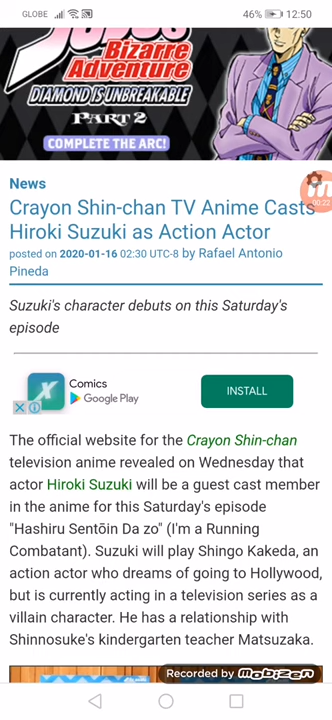 GLOBE 46% 12:50
JoJo's
Bizarre
Adventure
DIAMOND IS UNBREAKABLE
PART 2
COMPLETE THE ARC!
00:22
News
Crayon Shin-chan TV Anime Casts
Hiroki Suzuki as Action Actor
posted on 2020-01-16 02:30 UTC-8 by Rafael Antonio
Pineda
Suzuki's character debuts on this Saturday's
episode
Comics
Google Play
INSTALL
The official website for the Crayon Shin-chan
television anime revealed on Wednesday that
actor Hiroki Suzuki will be a guest cast member
in the anime for this Saturday's episode
"Hashiru Sentōin Da zo" (I'm a Running
Combatant). Suzuki will play Shingo Kakeda, an
action actor who dreams of going to Hollywood,
but is currently acting in a television series as a
villain character. He has a relationship with
Shinnosuke's kindergarten teacher Matsuzaka.
Recorded by mobizen